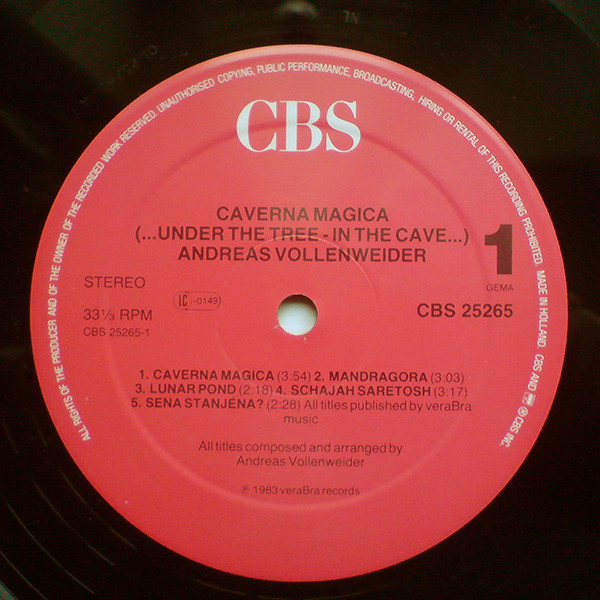 ALL RIGHTS OF THE PRODUCER AND OF THE OWNER OF THE RECORDED WORK RESERVED. UNAUTHORISED COPYING, PUBLIC PERFORMANCE, BROADCASTING, HIRING OR RENTAL OF THIS RECORDING PROHIBITED. MADE IN HOLLAND. CBS AND ℗ © CBS INC.
CBS
CAVERNA MAGICA
(...UNDER THE TREE - IN THE CAVE...)
ANDREAS VOLLENWEIDER
1
GEMA
STEREO
33⅓ RPM
CBS 25265-1
LC -0149
CBS 25265
1. CAVERNA MAGICA (3:54) 2. MANDRAGORA (3:03)
3. LUNAR POND (2:18) 4. SCHAJAH SARETOSH (3:17)
5. SENA STANJÉNA? (2:28) All titles published by veraBra
music
All titles composed and arranged by
Andreas Vollenweider
℗ 1983 veraBra records